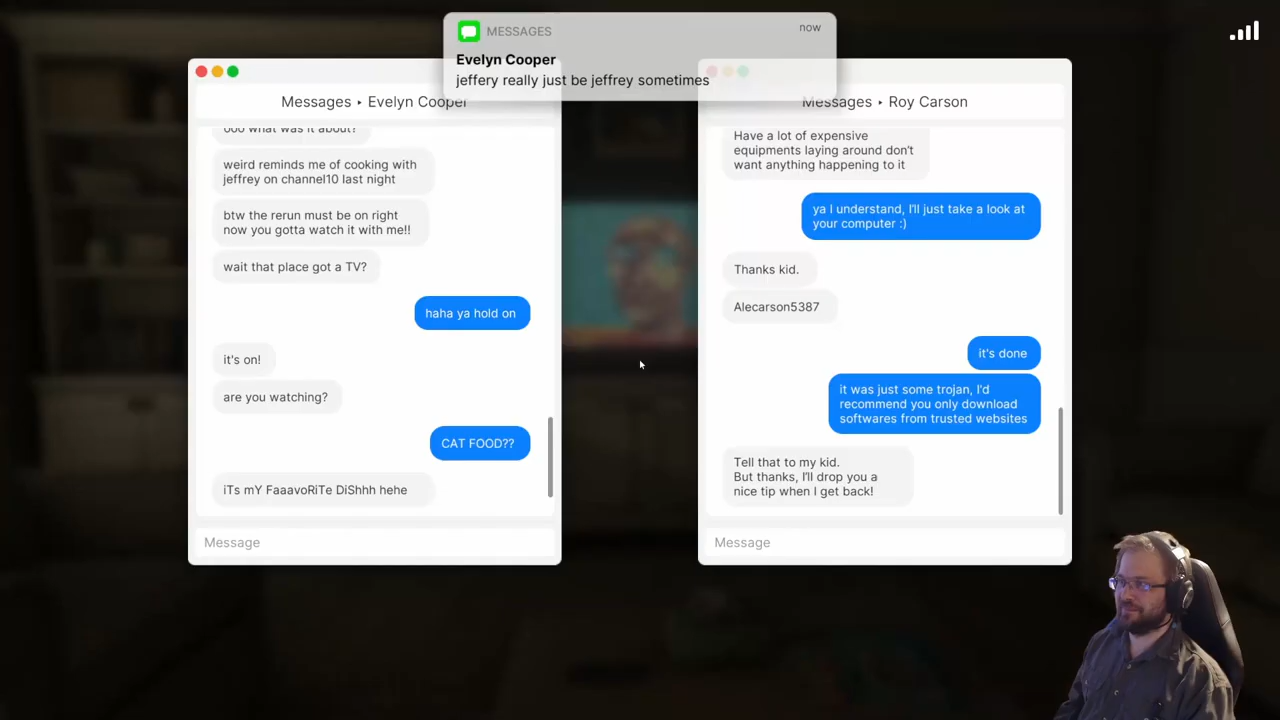 MESSAGES
now
Evelyn Cooper
jeffery really just be jeffrey sometimes
Messages ▸ Evelyn Cooper
ooo what was it about?
weird reminds me of cooking with
jeffrey on channel10 last night
btw the rerun must be on right
now you gotta watch it with me!!
wait that place got a TV?
haha ya hold on
it's on!
are you watching?
CAT FOOD??
iTs mY FaaavoRiTe DiShhh hehe
Message
Messages ▸ Roy Carson
Have a lot of expensive
equipments laying around don't
want anything happening to it
ya I understand, I'll just take a look at
your computer :)
Thanks kid.
Alecarson5387
it's done
it was just some trojan, I'd
recommend you only download
softwares from trusted websites
Tell that to my kid.
But thanks, I'll drop you a
nice tip when I get back!
Message